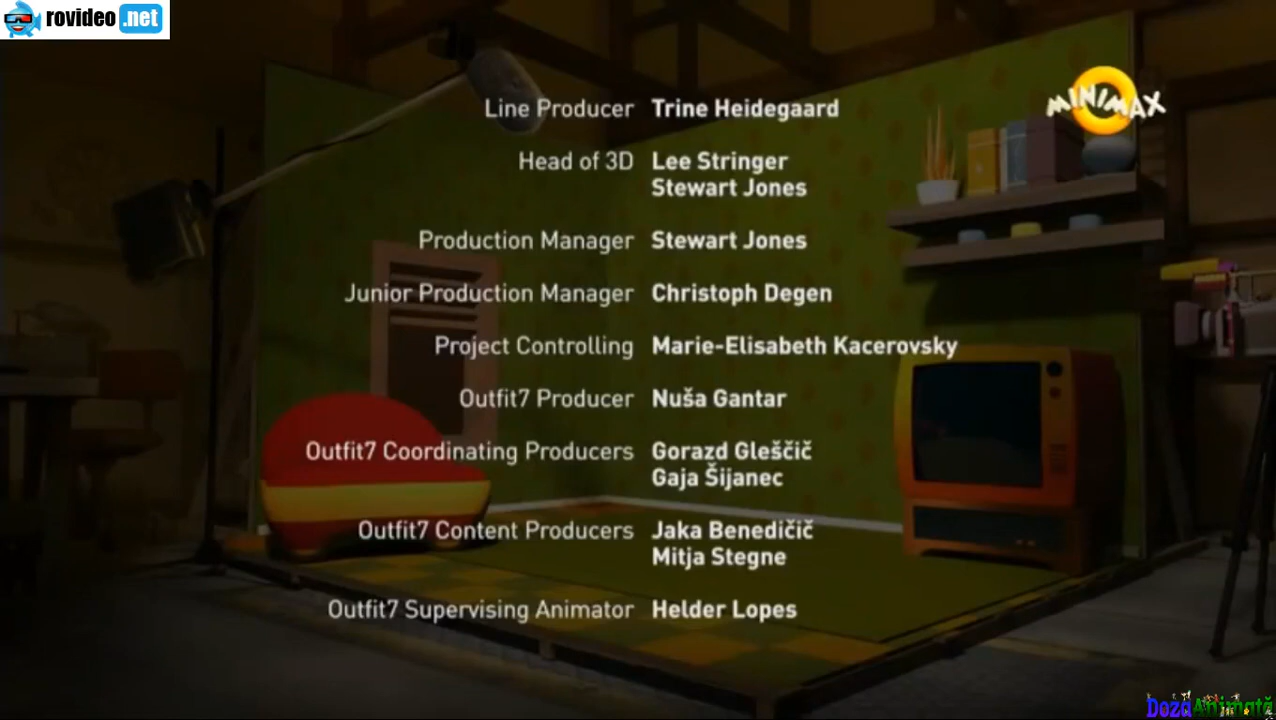 rovideo.net
MINIMAX
Line Producer Trine Heidegaard
Head of 3D Lee Stringer
Stewart Jones
Production Manager Stewart Jones
Junior Production Manager Christoph Degen
Project Controlling Marie-Elisabeth Kacerovsky
Outfit7 Producer Nuša Gantar
Outfit7 Coordinating Producers Gorazd Gleščič
Gaja Šijanec
Outfit7 Content Producers Jaka Benedičič
Mitja Stegne
Outfit7 Supervising Animator Helder Lopes
DozaAnimată